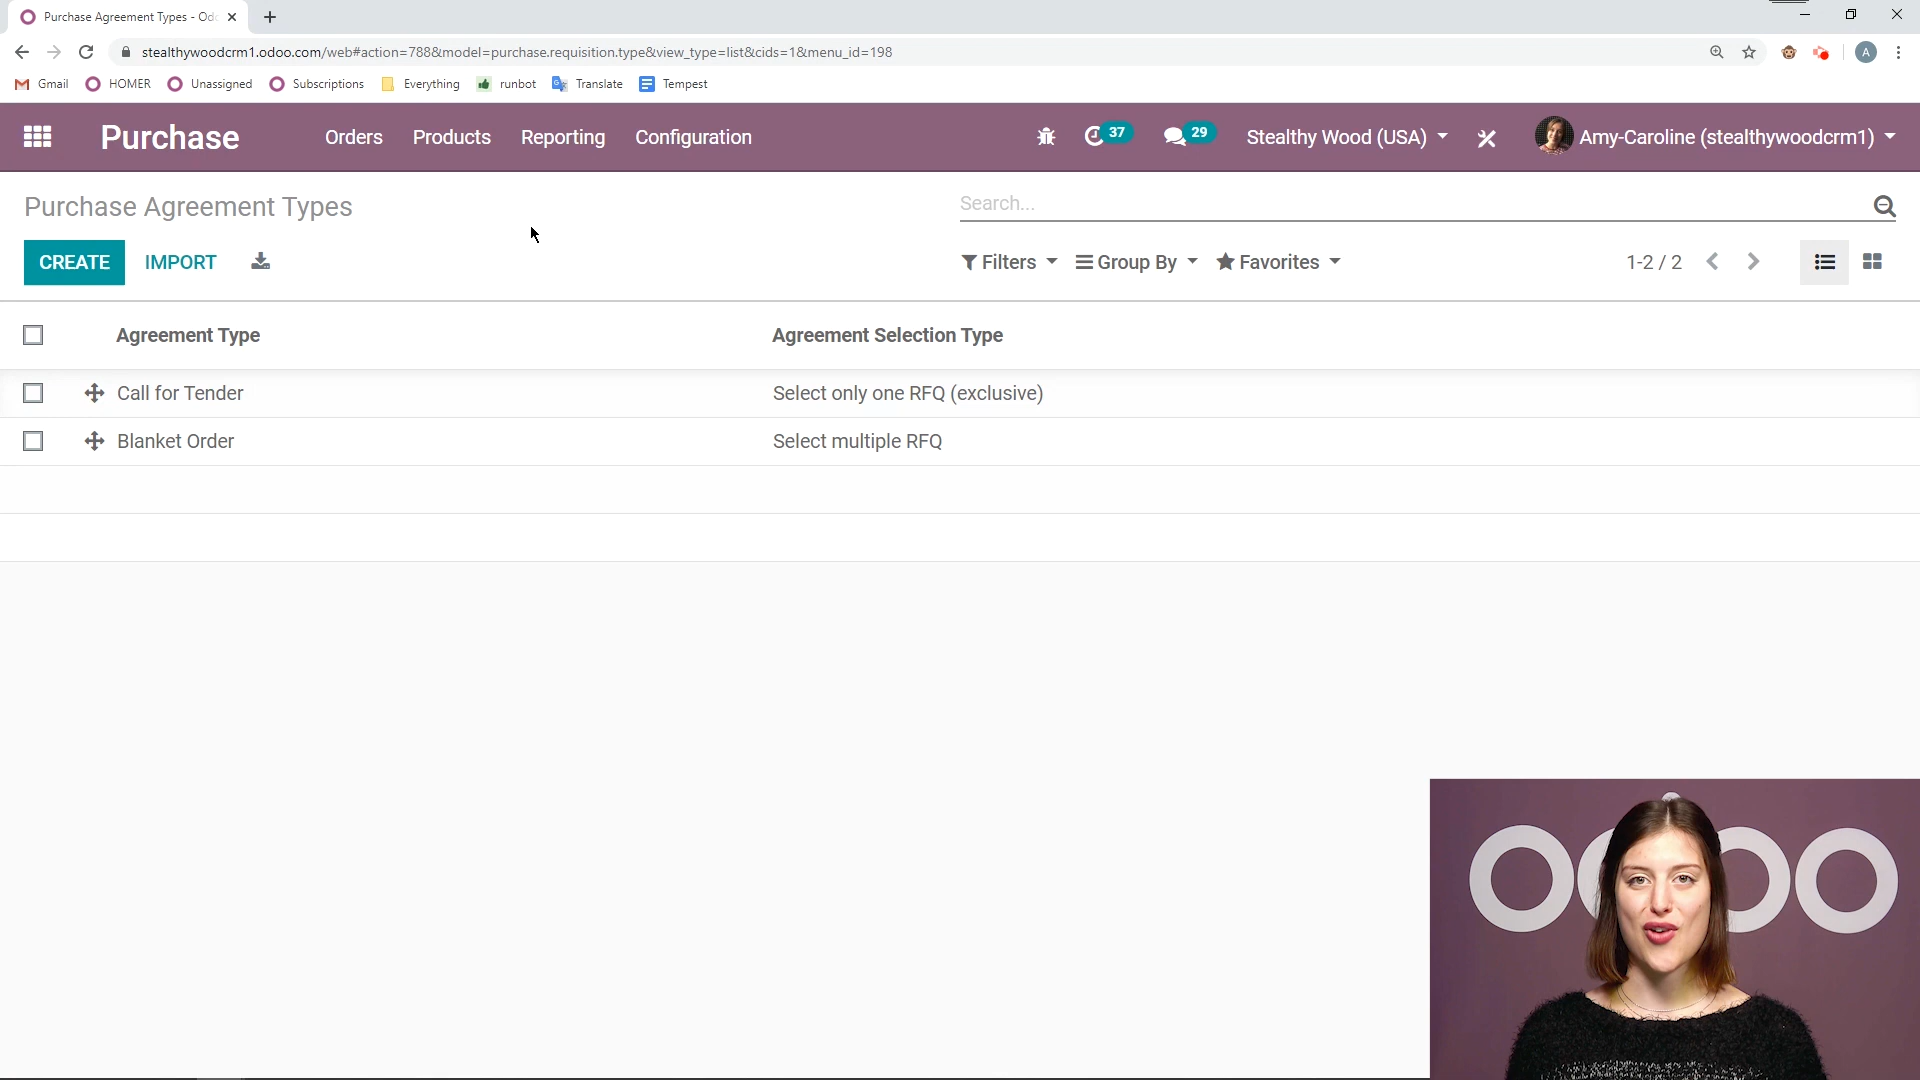 Purchase Agreement Types - Od
stealthywoodcrm1.odoo.com/web#action=788&model=purchase.requisition.type&view_type=list&cids=1&menu_id=198
A
Gmail HOMER Unassigned Subscriptions Everything runbot Translate Tempest
Purchase Orders Products Reporting Configuration 37 29 Stealthy Wood (USA) Amy-Caroline (stealthywoodcrm1)
Purchase Agreement Types Search...
CREATE IMPORT Filters Group By Favorites 1-2 / 2
Agreement Type Agreement Selection Type
Call for Tender Select only one RFQ (exclusive)
Blanket Order Select multiple RFQ
odoo